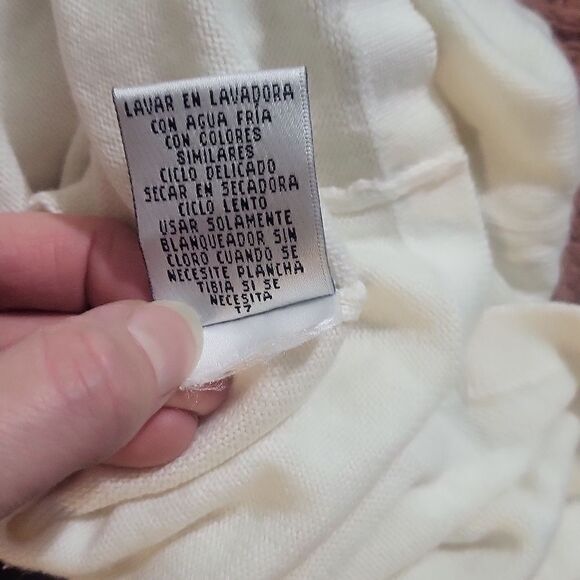 LAVAR EN LAVADORA
CON AGUA FRÍA
CON COLORES
SIMILARES
CICLO DELICADO
SECAR EN SECADORA
CICLO LENTO
USAR SOLAMENTE
BLANQUEADOR SIN
CLORO CUANDO SE
NECESITE PLANCHA
TIBIA SI SE
NECESITA
T7